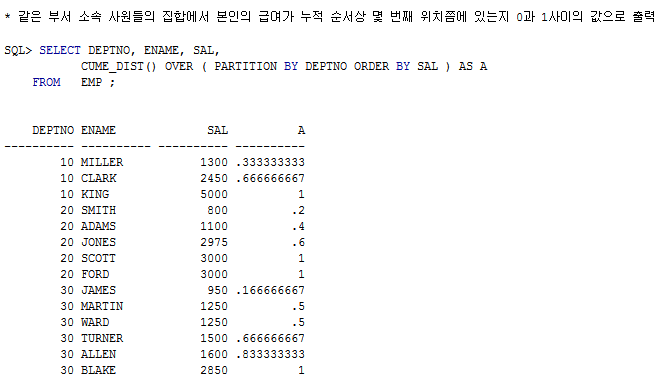 * 같은 부서 소속 사원들의 집합에서 본인의 급여가 누적 순서상 몇 번째 위치쯤에 있는지 0과 1사이의 값으로 출력
SQL> SELECT DEPTNO, ENAME, SAL,
CUME_DIST() OVER ( PARTITION BY DEPTNO ORDER BY SAL ) AS A
FROM EMP ;
DEPTNO ENAME SAL A
---------- ---------- ---------- ----------
10 MILLER 1300 .333333333
10 CLARK 2450 .666666667
10 KING 5000 1
20 SMITH 800 .2
20 ADAMS 1100 .4
20 JONES 2975 .6
20 SCOTT 3000 1
20 FORD 3000 1
30 JAMES 950 .166666667
30 MARTIN 1250 .5
30 WARD 1250 .5
30 TURNER 1500 .666666667
30 ALLEN 1600 .833333333
30 BLAKE 2850 1